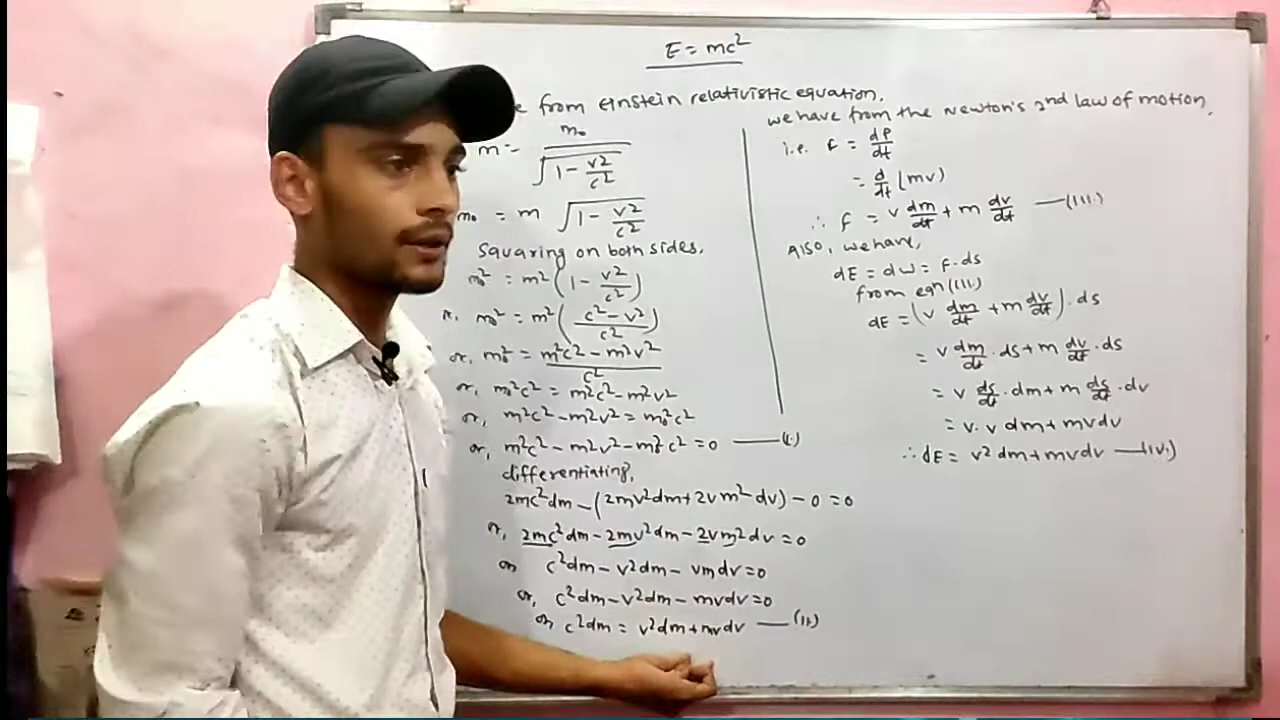 E = mc²
from einstein relativistic equation.
m = m₀ / √(1 - v²/c²)
m₀ = m √(1 - v²/c²)
Squaring on both sides,
m₀² = m² (1 - v²/c²)
r, m₀² = m² ((c² - v²)/c²)
or, m₀² = (m²c² - m²v²)/c²
or, m₀²c² = m²c² - m²v²
or, m²c² - m²v² = m₀²c²
or, m²c² - m²v² - m₀²c² = 0 —(i.)
differentiating,
2mc²dm - (2mv²dm + 2vm²dv) - 0 = 0
or, 2mc²dm - 2mv²dm - 2vm²dv = 0
or c²dm - v²dm - vmdv = 0
or, c²dm - v²dm - mvdv = 0
or c²dm = v²dm + mvdv —(ii)
we have from the Newton's 2nd law of motion.
i.e. F = dP/dt
= d/dt (mv)
∴ F = v dm/dt + m dv/dt —(iii.)
Also, we have,
dE = dW = F·ds
from eqn (iii.)
dE = (v dm/dt + m dv/dt) · ds
= v dm/dt · ds + m dv/dt · ds
= v ds/dt · dm + m ds/dt · dv
= v·v dm + mvdv
∴ dE = v² dm + mvdv —(iv.)